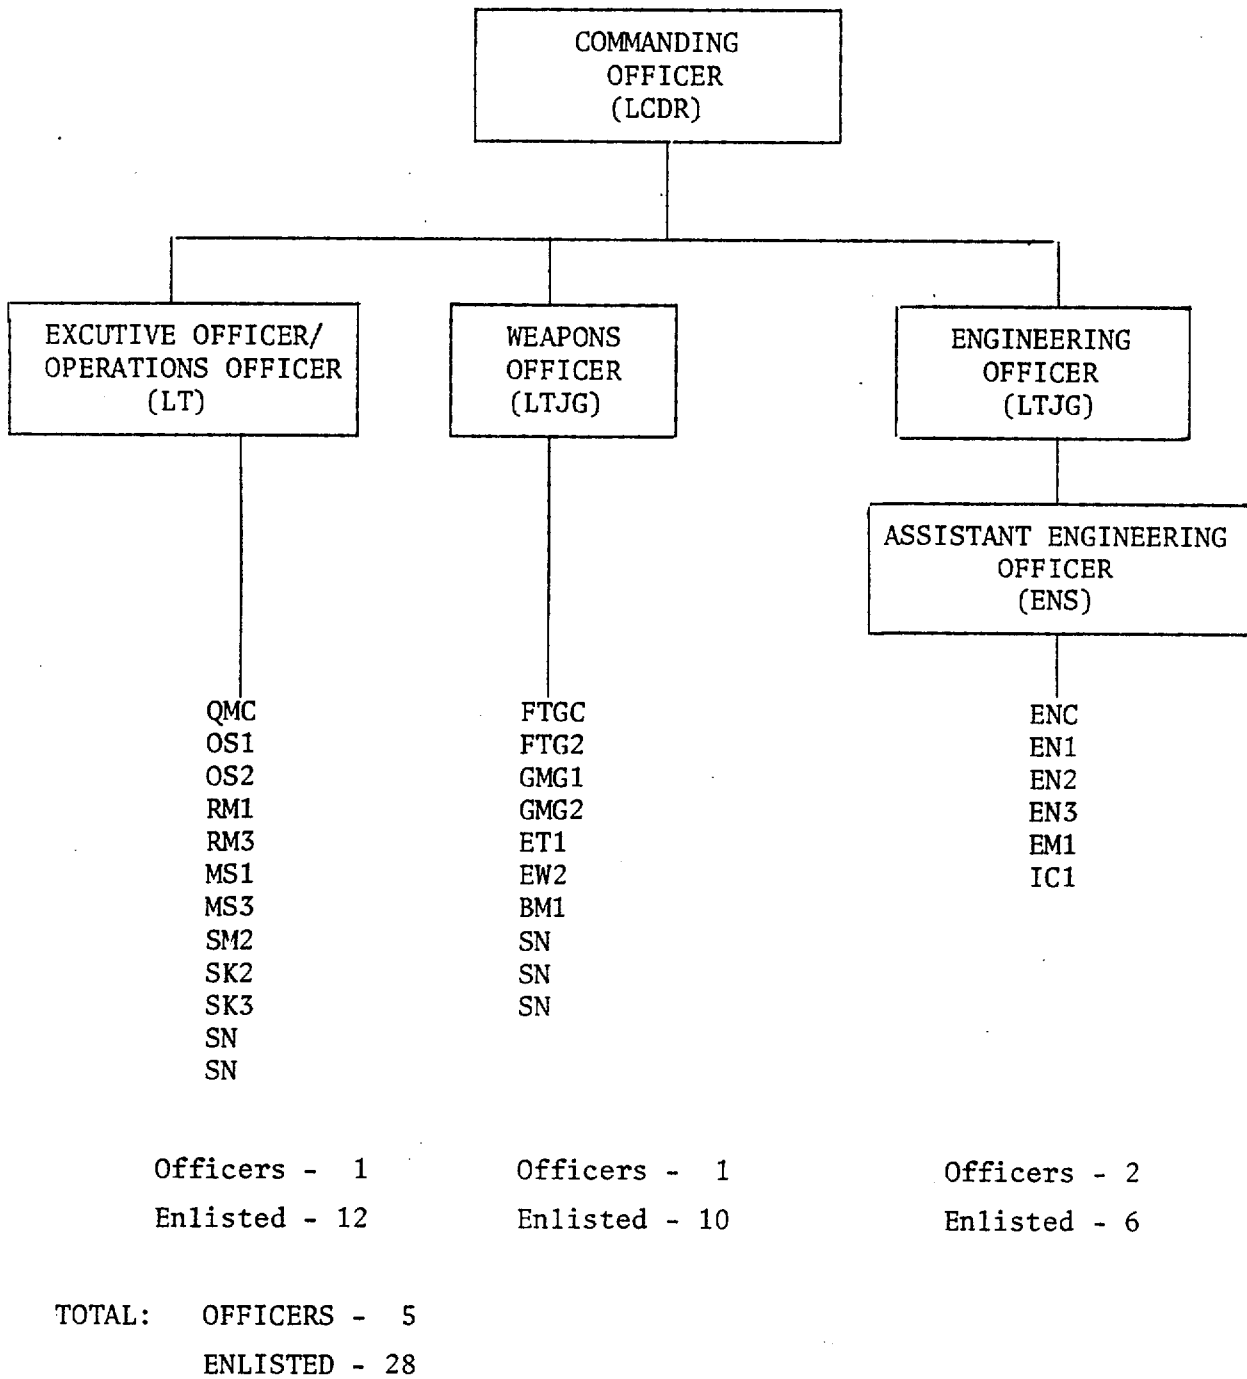 COMMANDING
OFFICER
(LCDR)
EXCUTIVE OFFICER/
OPERATIONS OFFICER
(LT)
WEAPONS
OFFICER
(LTJG)
ENGINEERING
OFFICER
(LTJG)
ASSISTANT ENGINEERING
OFFICER
(ENS)
QMC
OS1
OS2
RM1
RM3
MS1
MS3
SM2
SK2
SK3
SN
SN
FTGC
FTG2
GMG1
GMG2
ET1
EW2
BM1
SN
SN
SN
ENC
EN1
EN2
EN3
EM1
IC1
Officers - 1
Enlisted - 12
Officers - 1
Enlisted - 10
Officers - 2
Enlisted - 6
TOTAL: OFFICERS - 5
ENLISTED - 28